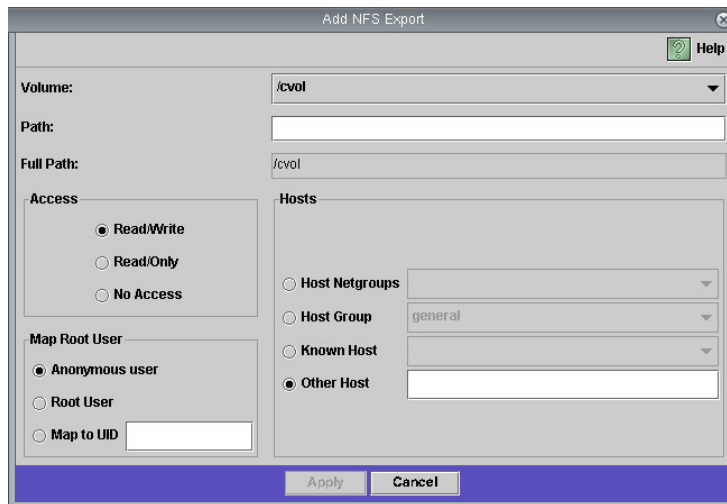 Add NFS Export
? Help
Volume: /cvol
Path:
Full Path: /cvol
Access
Read/Write
Read/Only
No Access
Map Root User
Anonymous user
Root User
Map to UID
Hosts
Host Netgroups
Host Group general
Known Host
Other Host
Apply Cancel